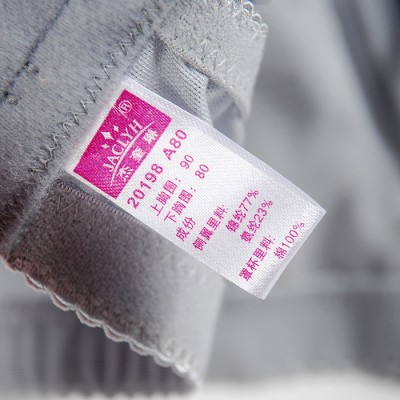 JACLYH®
杰奎琳
20198 A80
上胸围：90
下胸围：80
成份
侧翼里料：
锦纶77%
氨纶23%
罩杯里料：
棉100%